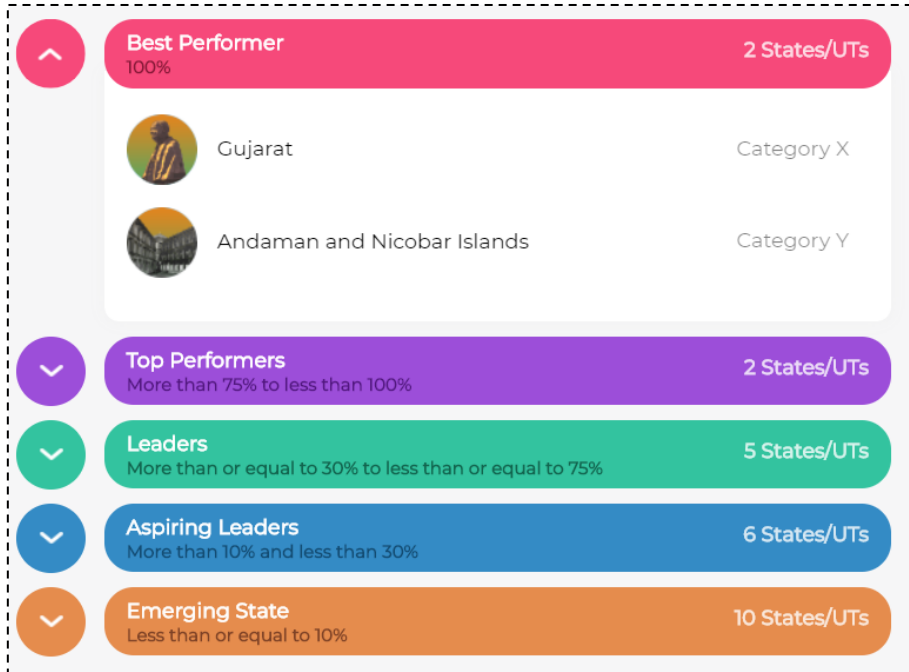 Best Performer
100%
2 States/UTs
Gujarat
Category X
Andaman and Nicobar Islands
Category Y
Top Performers
More than 75% to less than 100%
2 States/UTs
Leaders
More than or equal to 30% to less than or equal to 75%
5 States/UTs
Aspiring Leaders
More than 10% and less than 30%
6 States/UTs
Emerging State
Less than or equal to 10%
10 States/UTs